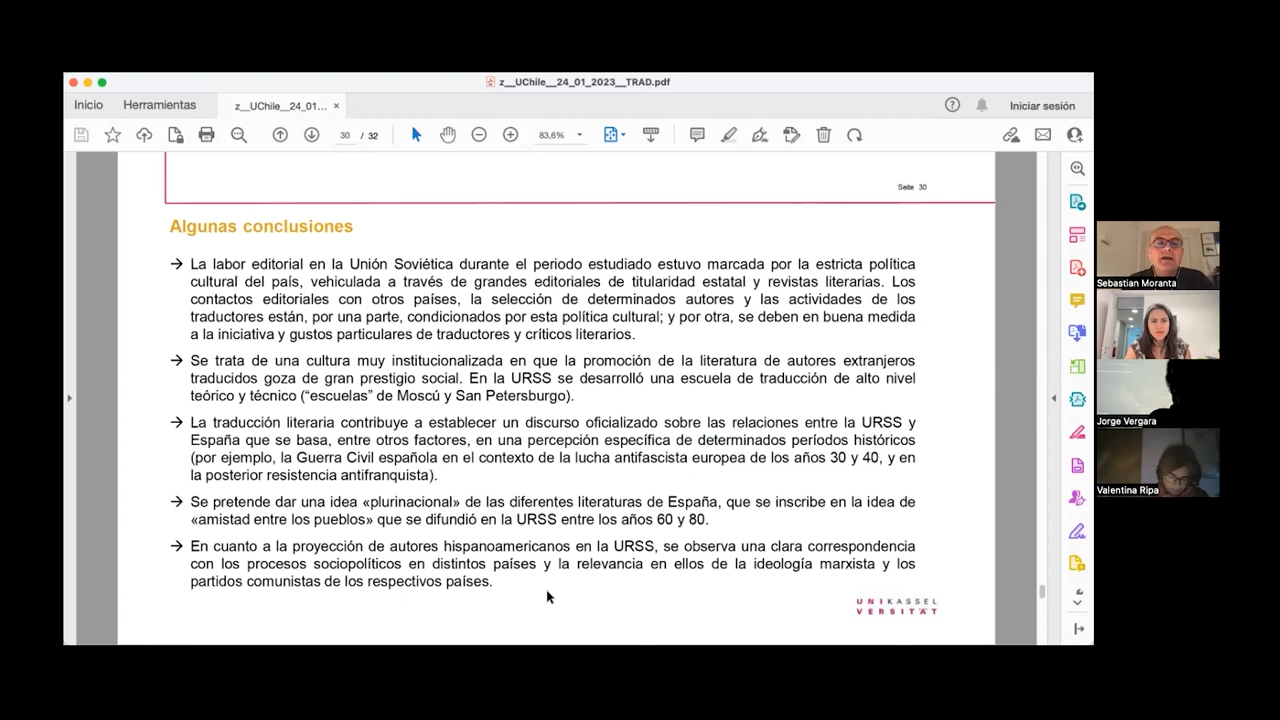 z__UChile__24_01_2023__TRAD.pdf
Inicio
Herramientas
z__UChile__24_01... ×
Iniciar sesión
30 / 32
83,6%
Seite 30
Algunas conclusiones
→ La labor editorial en la Unión Soviética durante el periodo estudiado estuvo marcada por la estricta política
cultural del país, vehiculada a través de grandes editoriales de titularidad estatal y revistas literarias. Los
contactos editoriales con otros países, la selección de determinados autores y las actividades de los
traductores están, por una parte, condicionados por esta política cultural; y por otra, se deben en buena medida
a la iniciativa y gustos particulares de traductores y críticos literarios.
→ Se trata de una cultura muy institucionalizada en que la promoción de la literatura de autores extranjeros
traducidos goza de gran prestigio social. En la URSS se desarrolló una escuela de traducción de alto nivel
teórico y técnico (“escuelas” de Moscú y San Petersburgo).
→ La traducción literaria contribuye a establecer un discurso oficializado sobre las relaciones entre la URSS y
España que se basa, entre otros factores, en una percepción específica de determinados períodos históricos
(por ejemplo, la Guerra Civil española en el contexto de la lucha antifascista europea de los años 30 y 40, y en
la posterior resistencia antifranquista).
→ Se pretende dar una idea «plurinacional» de las diferentes literaturas de España, que se inscribe en la idea de
«amistad entre los pueblos» que se difundió en la URSS entre los años 60 y 80.
→ En cuanto a la proyección de autores hispanoamericanos en la URSS, se observa una clara correspondencia
con los procesos sociopolíticos en distintos países y la relevancia en ellos de la ideología marxista y los
partidos comunistas de los respectivos países.
UNIKASSEL
VERSITÄT
Sebastian Moranta
Jorge Vergara
Valentina Ripa